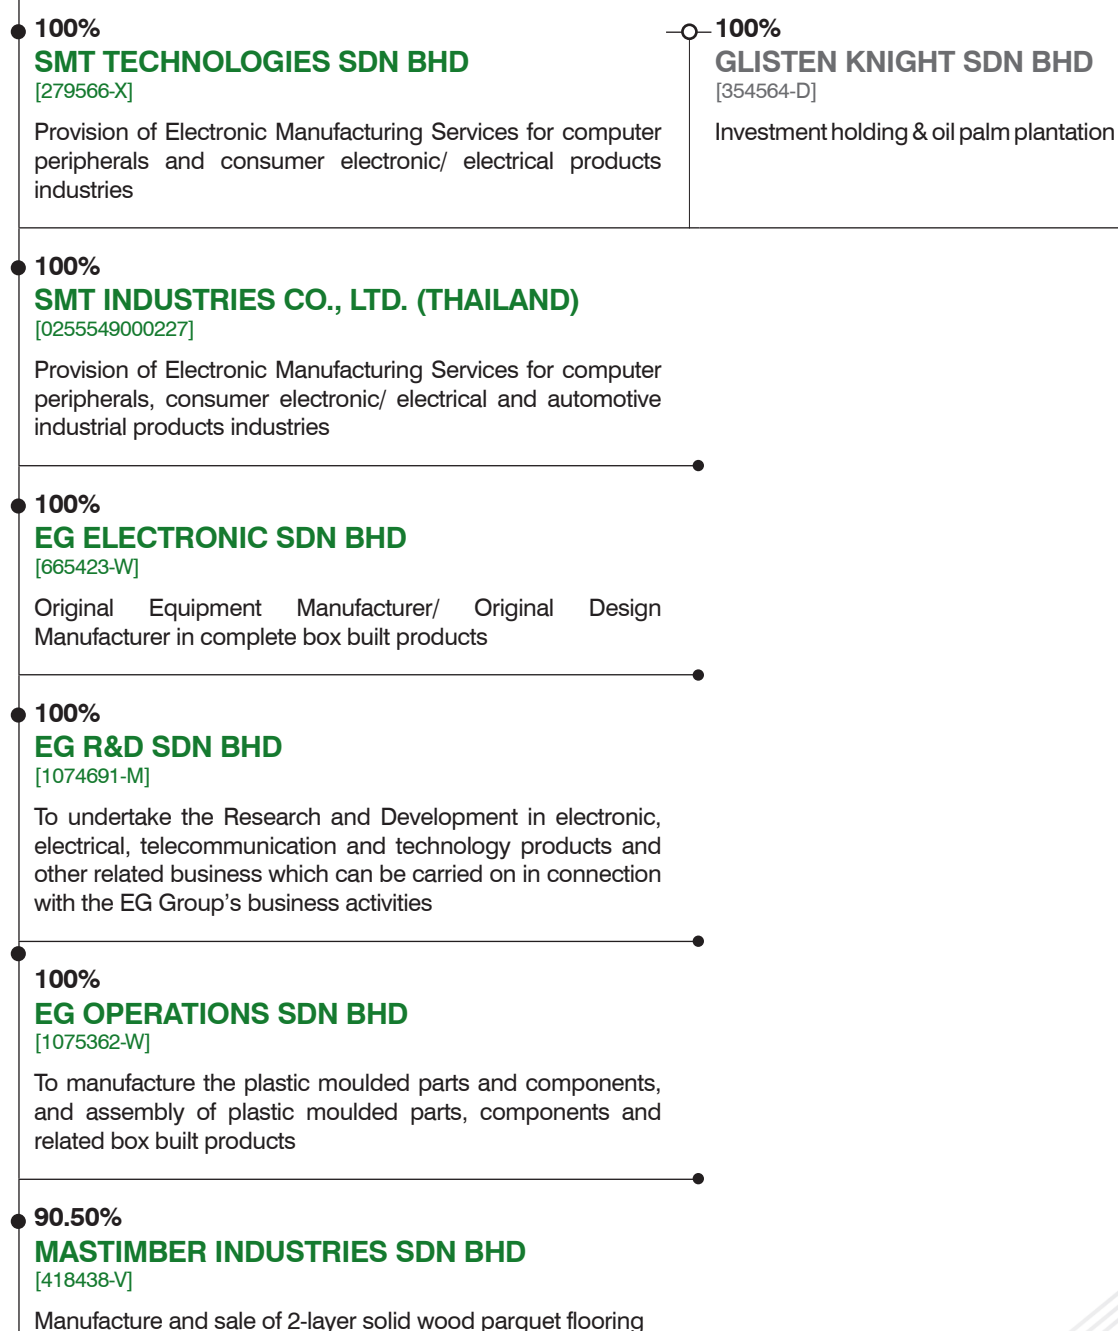 100%
SMT TECHNOLOGIES SDN BHD
[279566-X]
Provision of Electronic Manufacturing Services for computer
peripherals and consumer electronic/ electrical products
industries
100%
GLISTEN KNIGHT SDN BHD
[354564-D]
Investment holding & oil palm plantation
100%
SMT INDUSTRIES CO., LTD. (THAILAND)
[0255549000227]
Provision of Electronic Manufacturing Services for computer
peripherals, consumer electronic/ electrical and automotive
industrial products industries
100%
EG ELECTRONIC SDN BHD
[665423-W]
Original Equipment Manufacturer/ Original Design
Manufacturer in complete box built products
100%
EG R&D SDN BHD
[1074691-M]
To undertake the Research and Development in electronic,
electrical, telecommunication and technology products and
other related business which can be carried on in connection
with the EG Group’s business activities
100%
EG OPERATIONS SDN BHD
[1075362-W]
To manufacture the plastic moulded parts and components,
and assembly of plastic moulded parts, components and
related box built products
90.50%
MASTIMBER INDUSTRIES SDN BHD
[418438-V]
Manufacture and sale of 2-layer solid wood parquet flooring